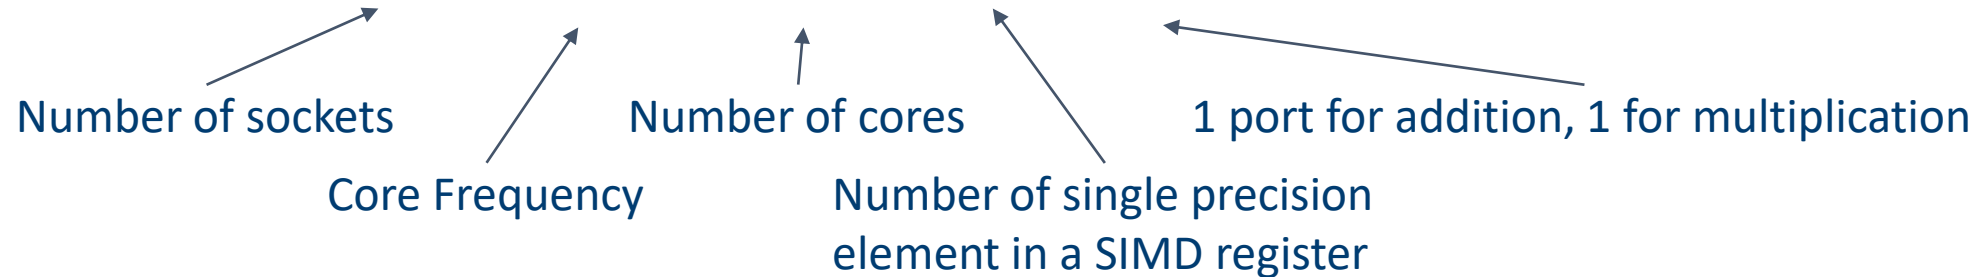 Number of sockets
Number of cores
1 port for addition, 1 for multiplication
Core Frequency
Number of single precision
element in a SIMD register